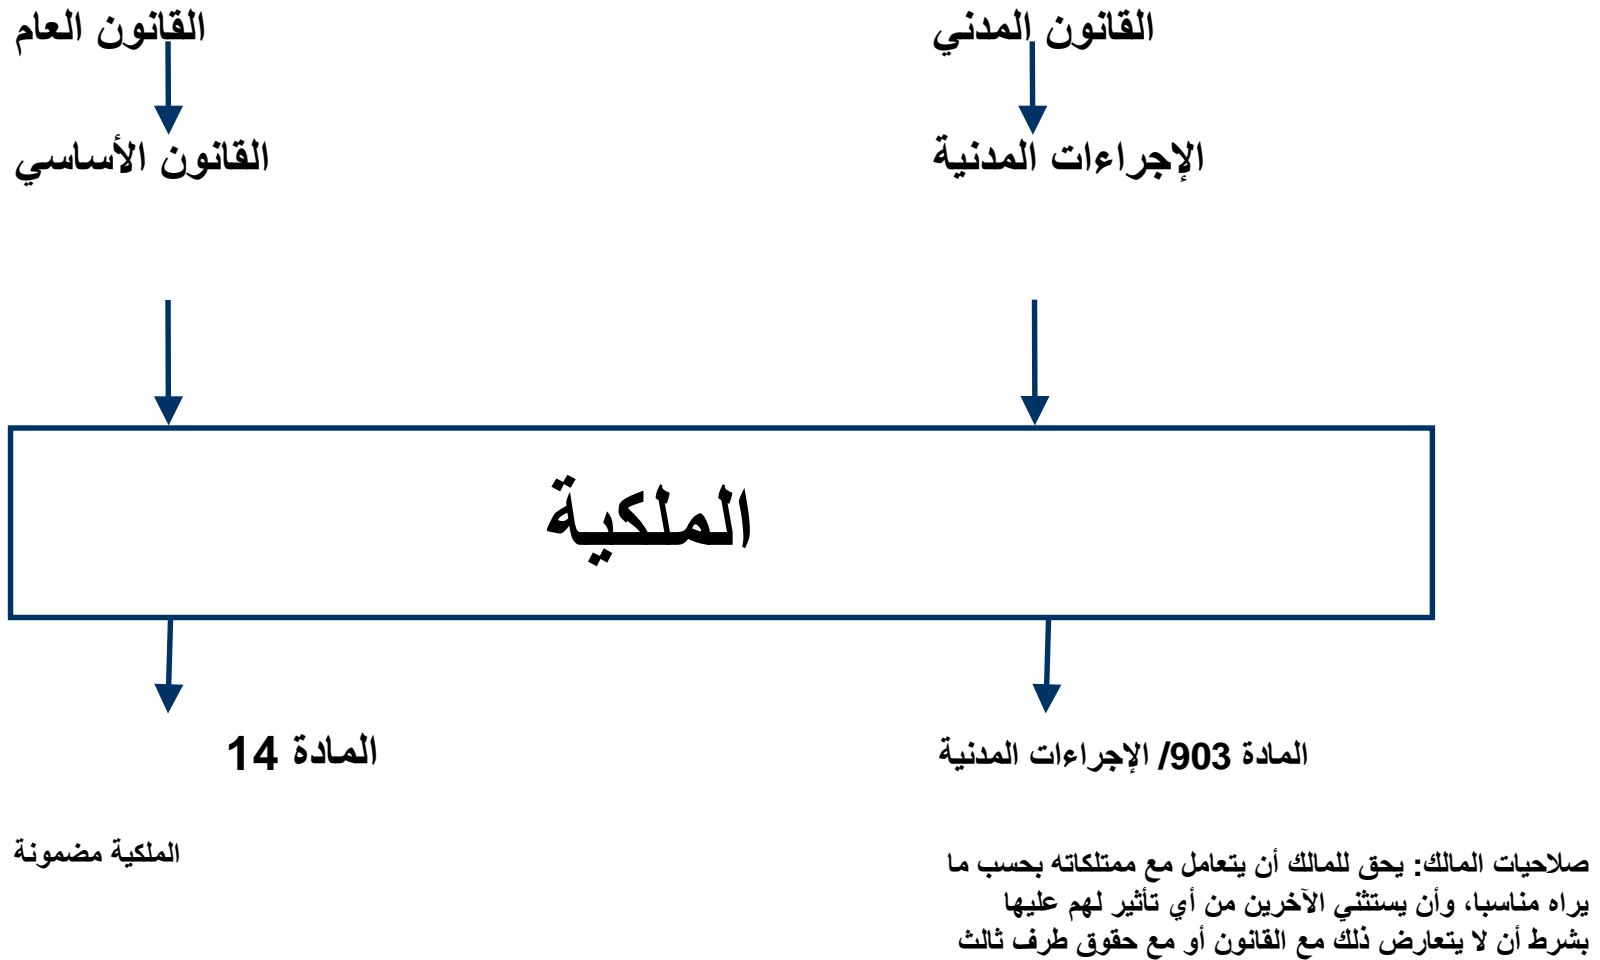 القانون المدني
القانون العام
الإجراءات المدنية
القانون الأساسي
الملكية
المادة 903/ الإجراءات المدنية
المادة 14
صلاحيات المالك: يحق للمالك أن يتعامل مع ممتلكاته بحسب ما
يراه مناسبا، وأن يستثني الآخرين من أي تأثير لهم عليها
بشرط أن لا يتعارض ذلك مع القانون أو مع حقوق طرف ثالث
الملكية مضمونة